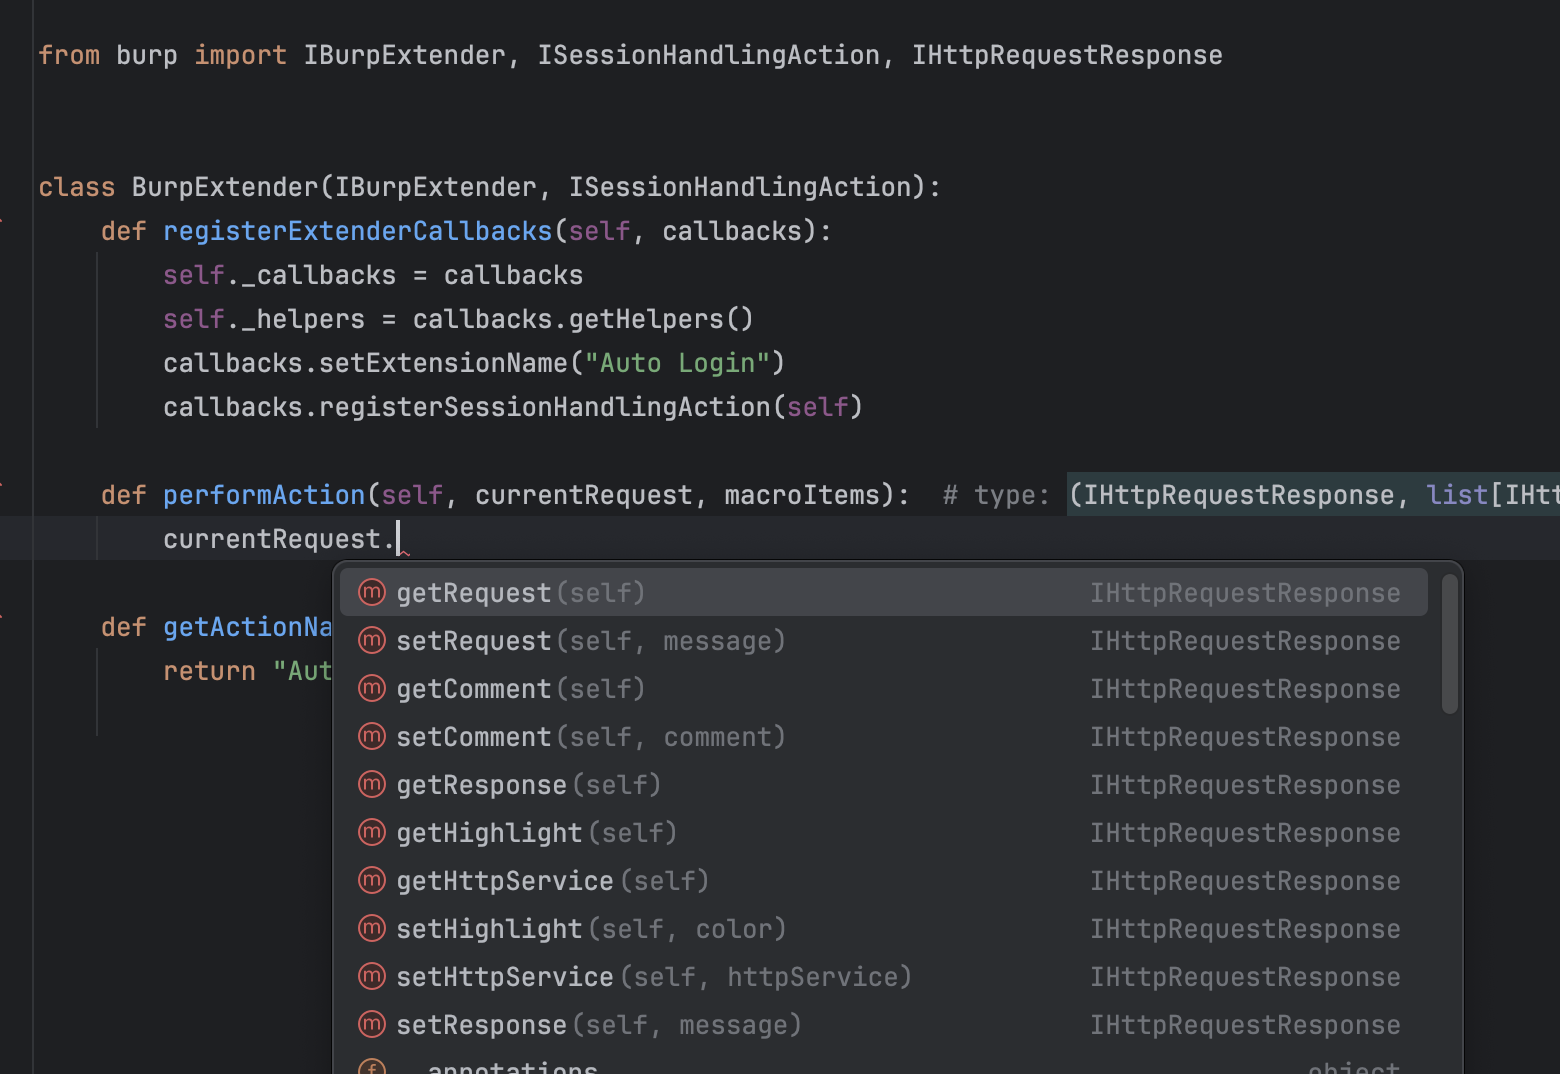 from burp import IBurpExtender, ISessionHandlingAction, IHttpRequestResponse
class BurpExtender(IBurpExtender, ISessionHandlingAction):
def registerExtenderCallbacks(self, callbacks):
self._callbacks = callbacks
self._helpers = callbacks.getHelpers()
callbacks.setExtensionName("Auto Login")
callbacks.registerSessionHandlingAction(self)
def performAction(self, currentRequest, macroItems): # type: (IHttpRequestResponse, list[IHtt
currentRequest.
getRequest(self) IHttpRequestResponse
def getActionNa
setRequest(self, message) IHttpRequestResponse
return "Aut
getComment(self) IHttpRequestResponse
setComment(self, comment) IHttpRequestResponse
getResponse(self) IHttpRequestResponse
getHighlight(self) IHttpRequestResponse
getHttpService(self) IHttpRequestResponse
setHighlight(self, color) IHttpRequestResponse
setHttpService(self, httpService) IHttpRequestResponse
setResponse(self, message) IHttpRequestResponse
annotations object